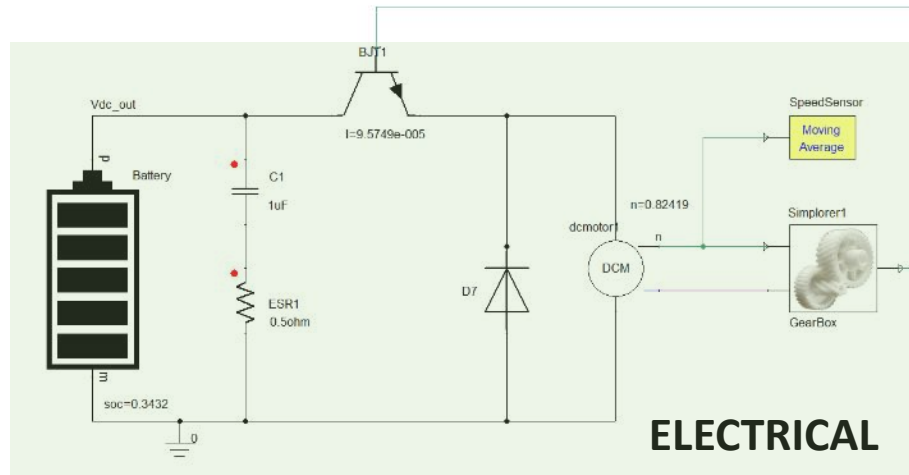 BJT1
Vdc_out
I=9.5749e-005
SpeedSensor
Moving
Average
p
Battery
C1
1uF
n=0.82419
Simplorer1
dcmotor1
n
DCM
D7
ESR1
0.5ohm
GearBox
m
soc=0.3432
0
ELECTRICAL